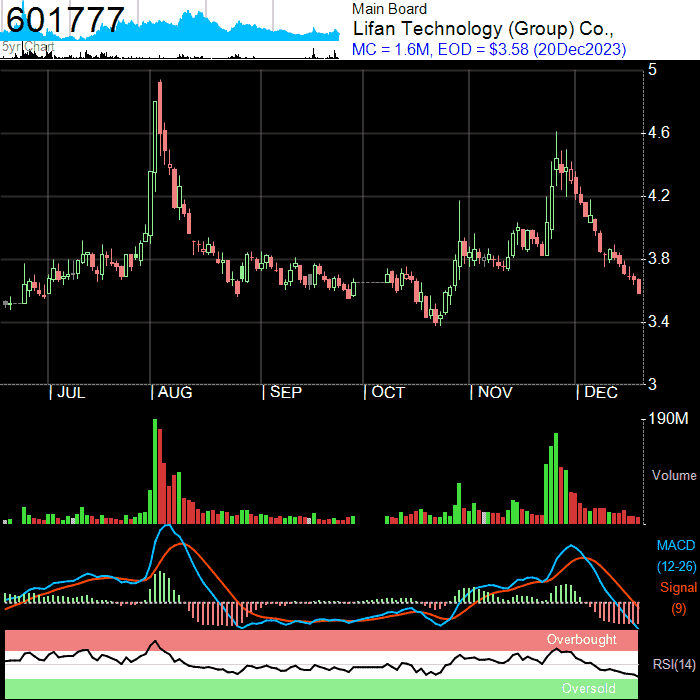 601777
5yr Chart
Main Board
Lifan Technology (Group) Co.,
MC = 1.6M, EOD = $3.58 (20Dec2023)
5
4.6
4.2
3.8
3.4
3
JUL AUG SEP OCT NOV DEC
190M
Volume
MACD
(12-26)
Signal
(9)
Overbought
RSI(14)
Oversold